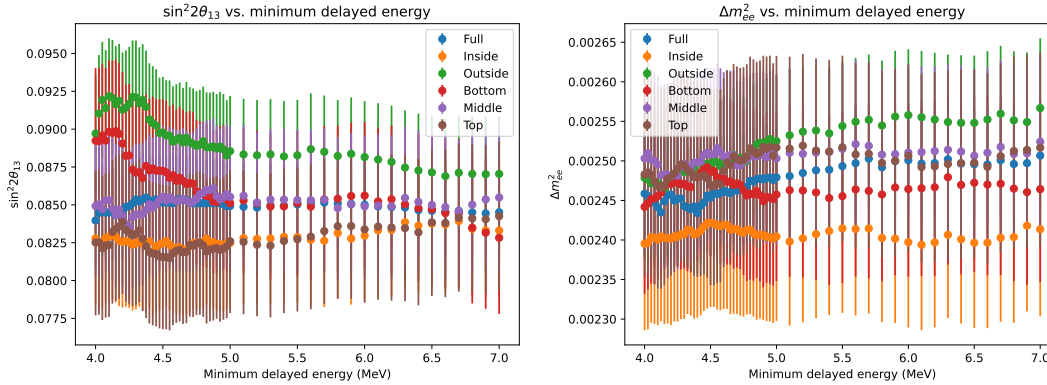 sin²2θ₁₃ vs. minimum delayed energy
sin²2θ₁₃
0.0950
0.0925
0.0900
0.0875
0.0850
0.0825
0.0800
0.0775
4.0 4.5 5.0 5.5 6.0 6.5 7.0
Minimum delayed energy (MeV)
Full
Inside
Outside
Bottom
Middle
Top
Δm²ₑₑ vs. minimum delayed energy
Δm²ₑₑ
0.00265
0.00260
0.00255
0.00250
0.00245
0.00240
0.00235
0.00230
4.0 4.5 5.0 5.5 6.0 6.5 7.0
Minimum delayed energy (MeV)
Full
Inside
Outside
Bottom
Middle
Top